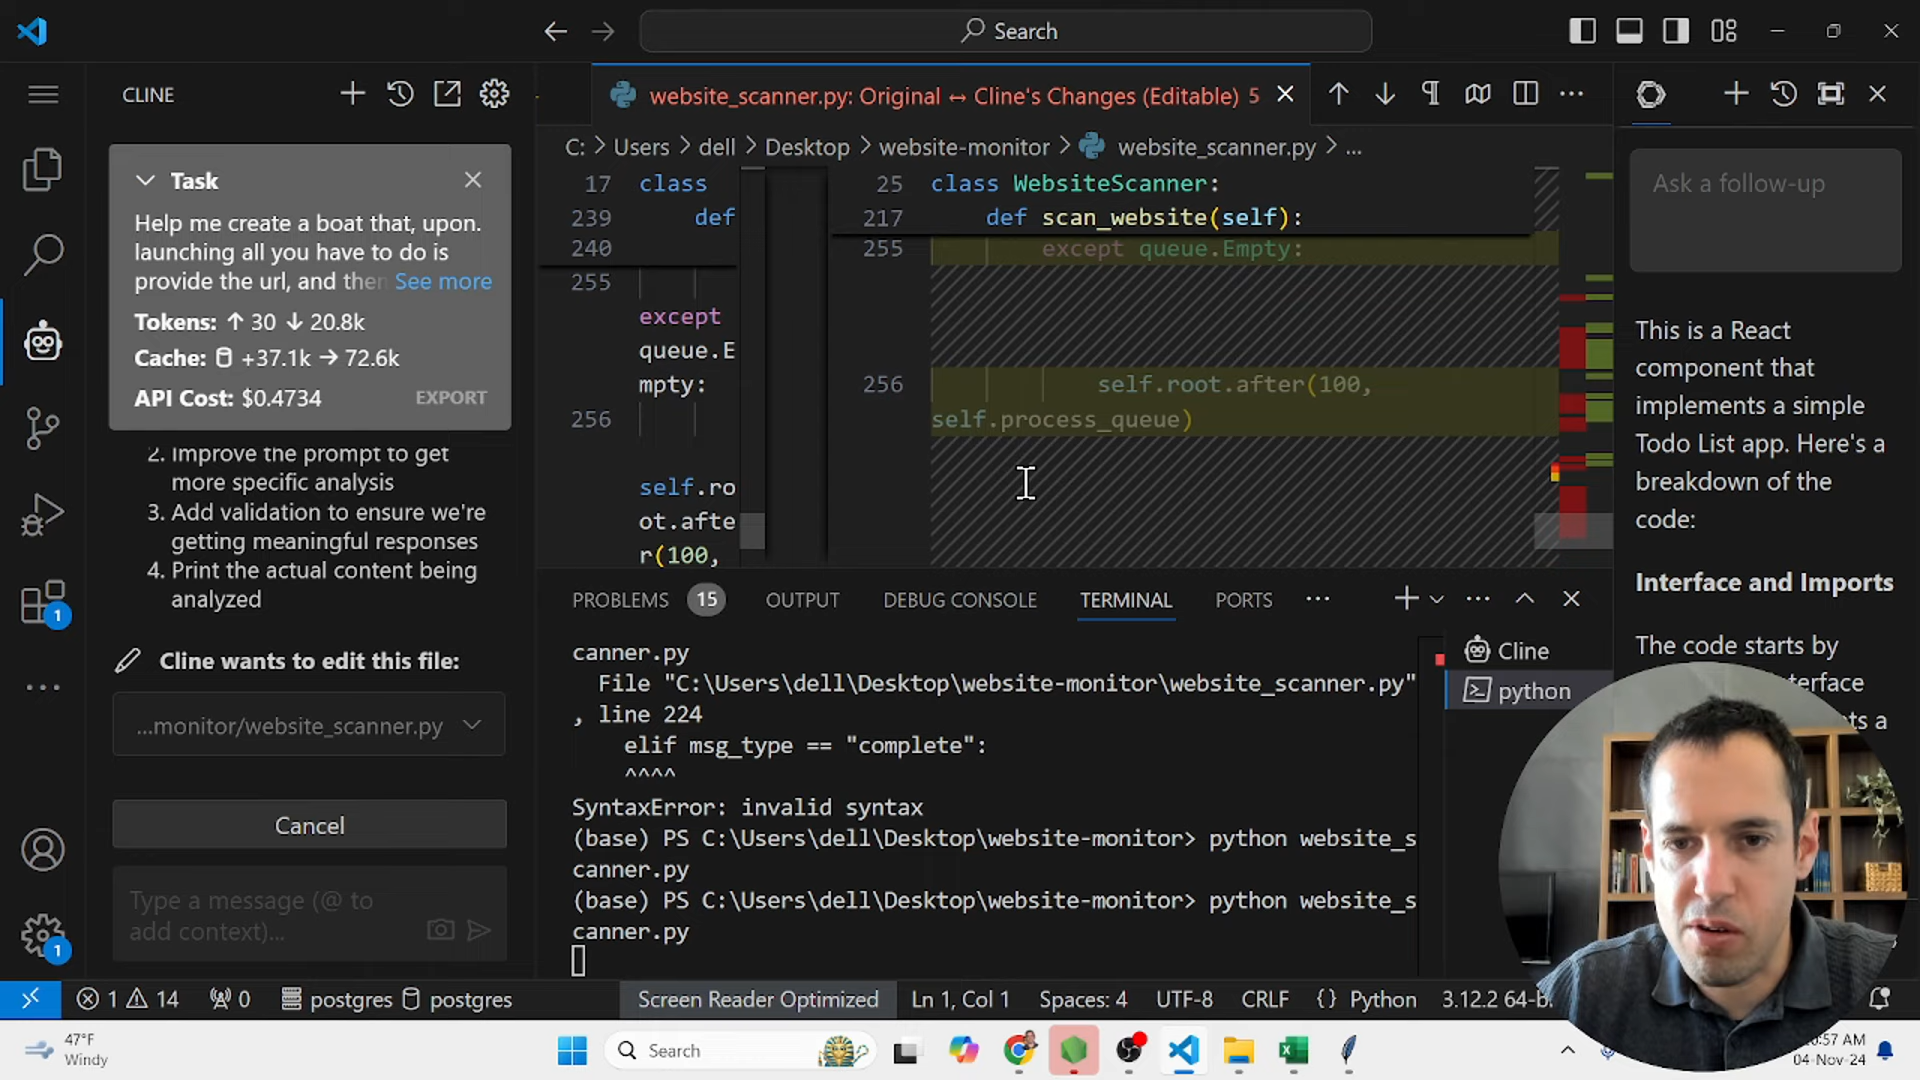 Search
CLINE
Task
Help me create a boat that, upon.
launching all you have to do is
provide the url, and then See more
Tokens: ↑ 30 ↓ 20.8k
Cache: +37.1k → 72.6k
API Cost: $0.4734 EXPORT
2. Improve the prompt to get
more specific analysis
3. Add validation to ensure we're
getting meaningful responses
4. Print the actual content being
analyzed
Cline wants to edit this file:
...monitor/website_scanner.py
Cancel
Type a message (@ to
add context)...
website_scanner.py: Original ↔ Cline's Changes (Editable) 5
C: > Users > dell > Desktop > website-monitor > website_scanner.py > ...
17 class
239 def
240
255
except
queue.E
mpty:
256
self.ro
ot.afte
r(100,
25 class WebsiteScanner:
217 def scan_website(self):
255 except queue.Empty:
256 self.root.after(100,
self.process_queue)
PROBLEMS 15 OUTPUT DEBUG CONSOLE TERMINAL PORTS
canner.py
File "C:\Users\dell\Desktop\website-monitor\website_scanner.py"
, line 224
elif msg_type == "complete":
^^^^
SyntaxError: invalid syntax
(base) PS C:\Users\dell\Desktop\website-monitor> python website_s
canner.py
(base) PS C:\Users\dell\Desktop\website-monitor> python website_s
canner.py
Cline
python
Ask a follow-up
This is a React
component that
implements a simple
Todo List app. Here's a
breakdown of the
code:
Interface and Imports
The code starts by
1
1
1 14 0 postgres postgres Screen Reader Optimized Ln 1, Col 1 Spaces: 4 UTF-8 CRLF {} Python 3.12.2
47°F
Windy
Search
:57 AM
04-Nov-24